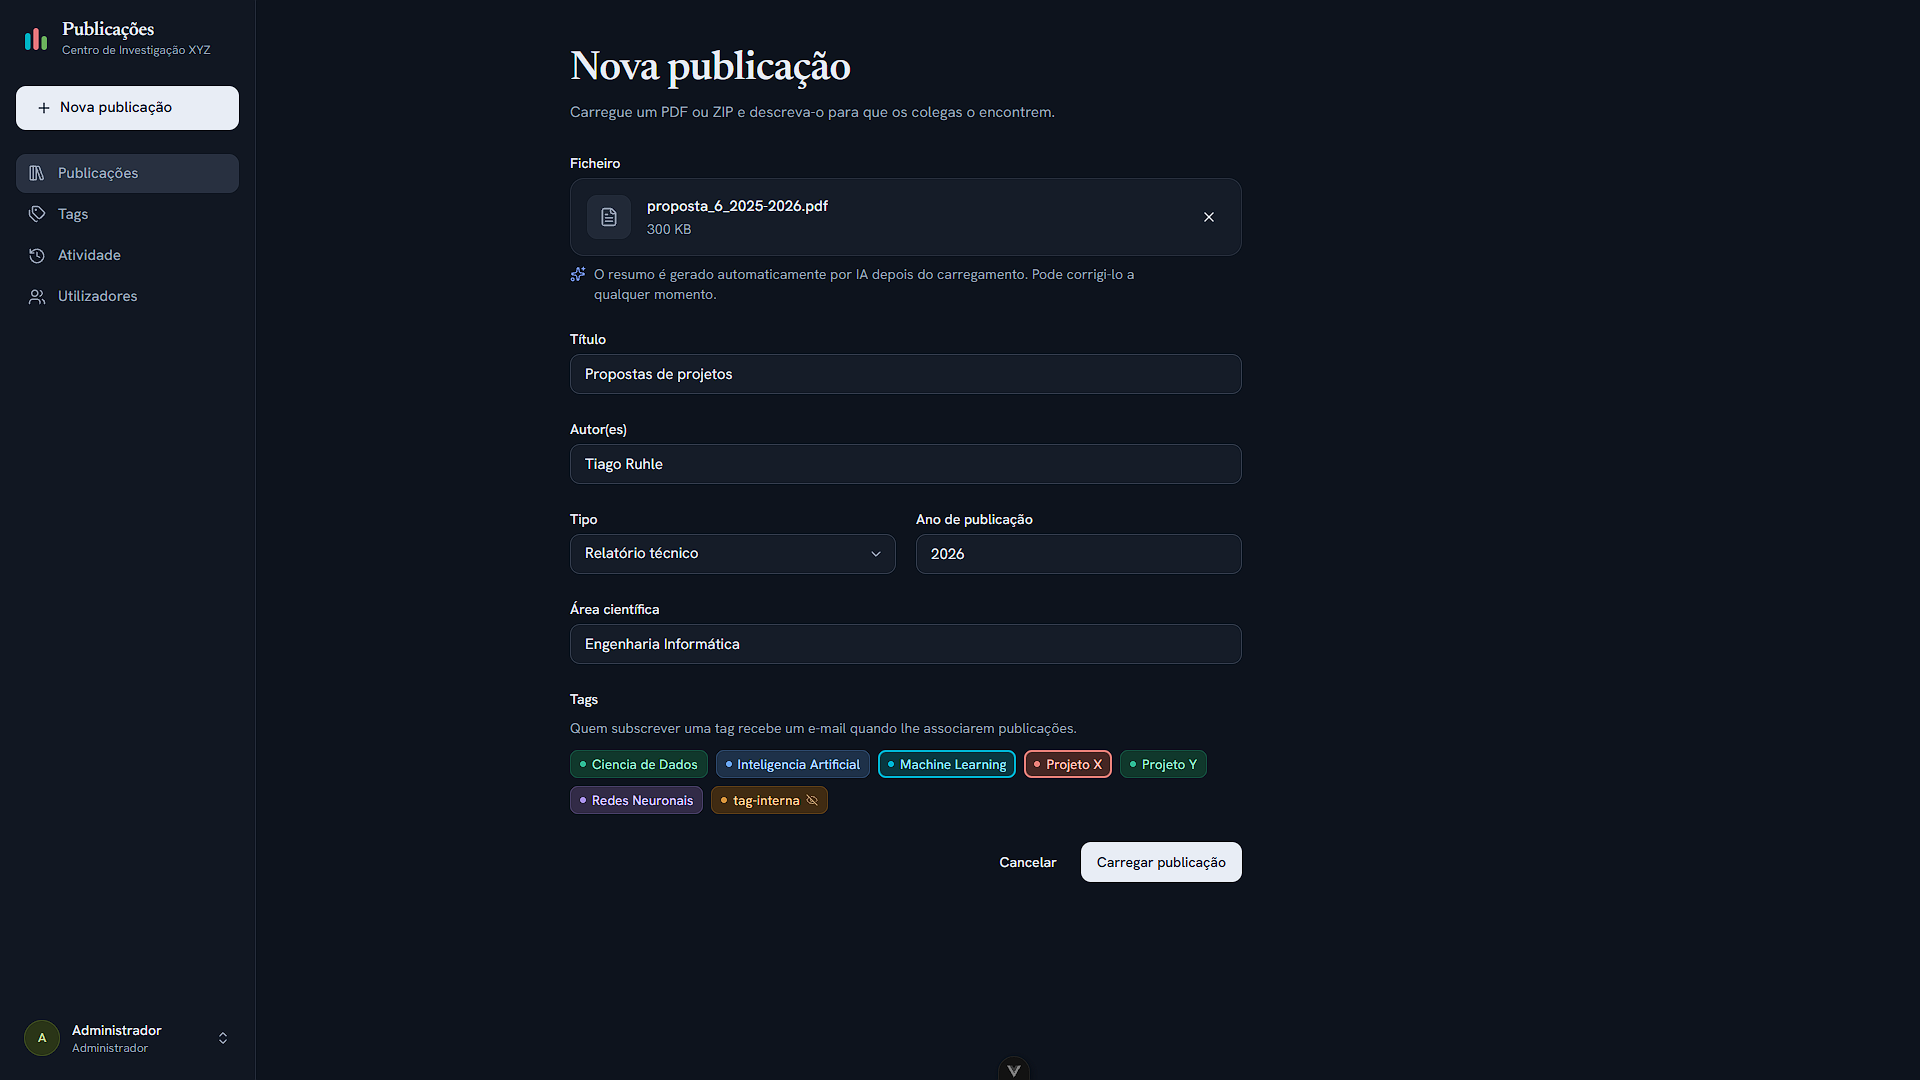 Publicações
Centro de Investigação XYZ
Nova publicação
Publicações
Tags
Atividade
Utilizadores
A
Administrador
Administrador
Nova publicação
Carregue um PDF ou ZIP e descreva-o para que os colegas o encontrem.
Ficheiro
proposta_6_2025-2026.pdf
300 KB
O resumo é gerado automaticamente por IA depois do carregamento. Pode corrigi-lo a
qualquer momento.
Título
Propostas de projetos
Autor(es)
Tiago Ruhle
Tipo
Ano de publicação
Relatório técnico
2026
Área científica
Engenharia Informática
Tags
Quem subscrever uma tag recebe um e-mail quando lhe associarem publicações.
Ciencia de Dados
Inteligencia Artificial
Machine Learning
Projeto X
Projeto Y
Redes Neuronais
tag-interna
Cancelar
Carregar publicação